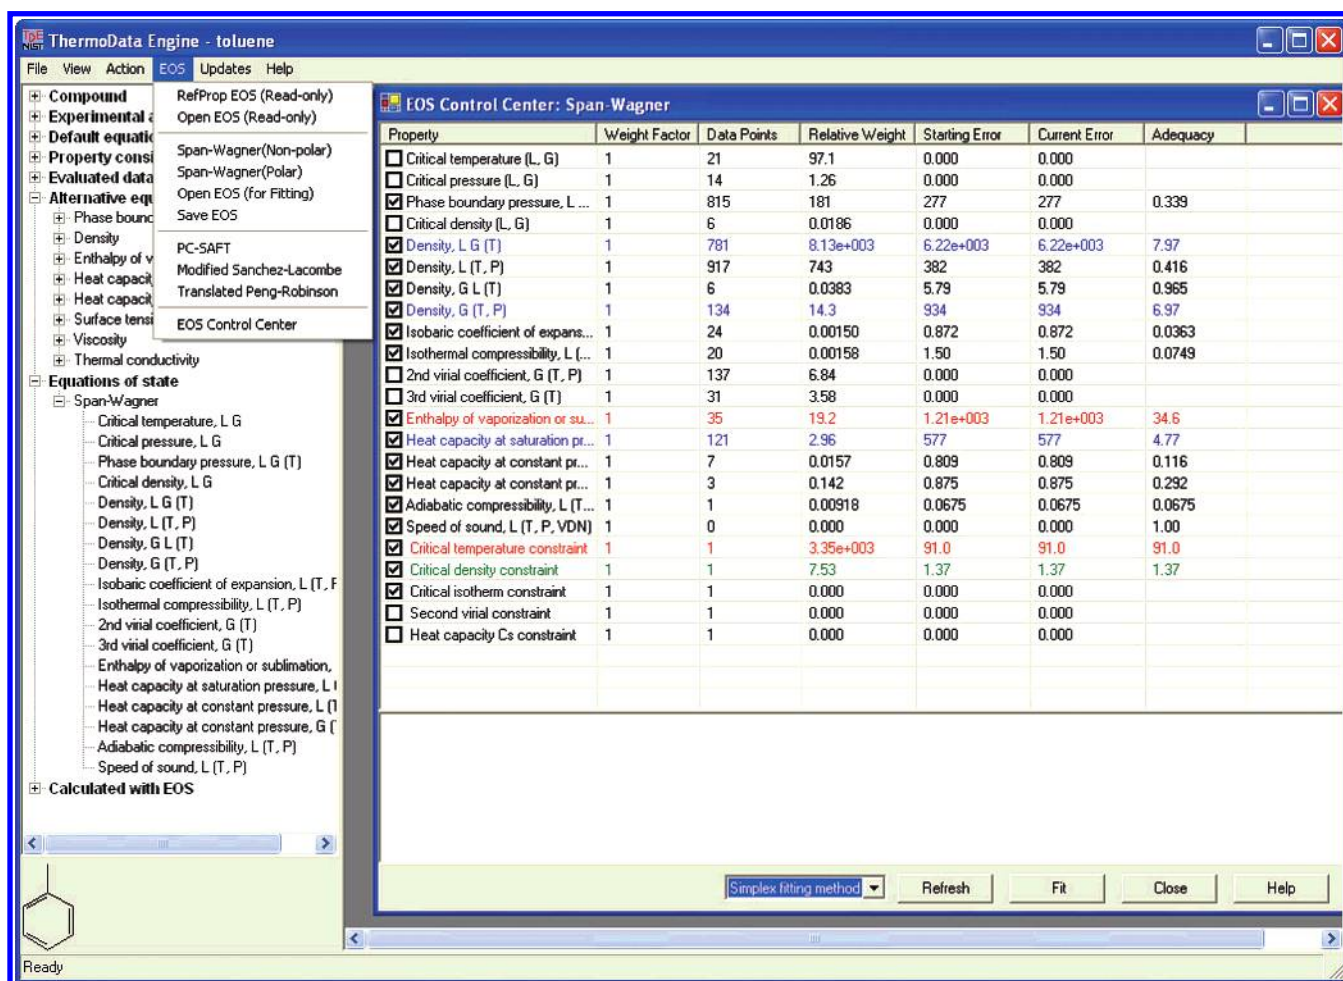 TDE NIST ThermoData Engine - toluene
File View Action EOS Updates Help
Compound
Experimental a
Default equatio
Property consi
Evaluated data
Alternative equ
Phase bound
Density
Enthalpy of v
Heat capacit
Heat capacit
Surface tensi
Viscosity
Thermal conductivity
Equations of state
Span-Wagner
Critical temperature, L G
Critical pressure, L G
Phase boundary pressure, L G (T)
Critical density, L G
Density, L G (T)
Density, L (T, P)
Density, G L (T)
Density, G (T, P)
Isobaric coefficient of expansion, L (T, F
Isothermal compressibility, L (T, P)
2nd virial coefficient, G (T)
3rd virial coefficient, G (T)
Enthalpy of vaporization or sublimation,
Heat capacity at saturation pressure, L (
Heat capacity at constant pressure, L (T
Heat capacity at constant pressure, G (
Adiabatic compressibility, L (T, P)
Speed of sound, L (T, P)
Calculated with EOS
RefProp EOS (Read-only)
Open EOS (Read-only)
Span-Wagner(Non-polar)
Span-Wagner(Polar)
Open EOS (for Fitting)
Save EOS
PC-SAFT
Modified Sanchez-Lacombe
Translated Peng-Robinson
EOS Control Center
EOS Control Center: Span-Wagner
Property Weight Factor Data Points Relative Weight Starting Error Current Error Adequacy
Critical temperature (L, G) 1 21 97.1 0.000 0.000
Critical pressure (L, G) 1 14 1.26 0.000 0.000
Phase boundary pressure, L ... 1 815 181 277 277 0.339
Critical density (L, G) 1 6 0.0186 0.000 0.000
Density, L G (T) 1 781 8.13e+003 6.22e+003 6.22e+003 7.97
Density, L (T, P) 1 917 743 382 382 0.416
Density, G L (T) 1 6 0.0383 5.79 5.79 0.965
Density, G (T, P) 1 134 14.3 934 934 6.97
Isobaric coefficient of expans... 1 24 0.00150 0.872 0.872 0.0363
Isothermal compressibility, L (... 1 20 0.00158 1.50 1.50 0.0749
2nd virial coefficient, G (T, P) 1 137 6.84 0.000 0.000
3rd virial coefficient, G (T) 1 31 3.58 0.000 0.000
Enthalpy of vaporization or su... 1 35 19.2 1.21e+003 1.21e+003 34.6
Heat capacity at saturation pr... 1 121 2.96 577 577 4.77
Heat capacity at constant pr... 1 7 0.0157 0.809 0.809 0.116
Heat capacity at constant pr... 1 3 0.142 0.875 0.875 0.292
Adiabatic compressibility, L (T... 1 1 0.00918 0.0675 0.0675 0.0675
Speed of sound, L (T, P, VDN) 1 0 0.000 0.000 0.000 1.00
Critical temperature constraint 1 1 3.35e+003 91.0 91.0 91.0
Critical density constraint 1 1 7.53 1.37 1.37 1.37
Critical isotherm constraint 1 1 0.000 0.000 0.000
Second virial constraint 1 1 0.000 0.000 0.000
Heat capacity Cs constraint 1 1 0.000 0.000 0.000
Simplex fitting method Refresh Fit Close Help
Ready